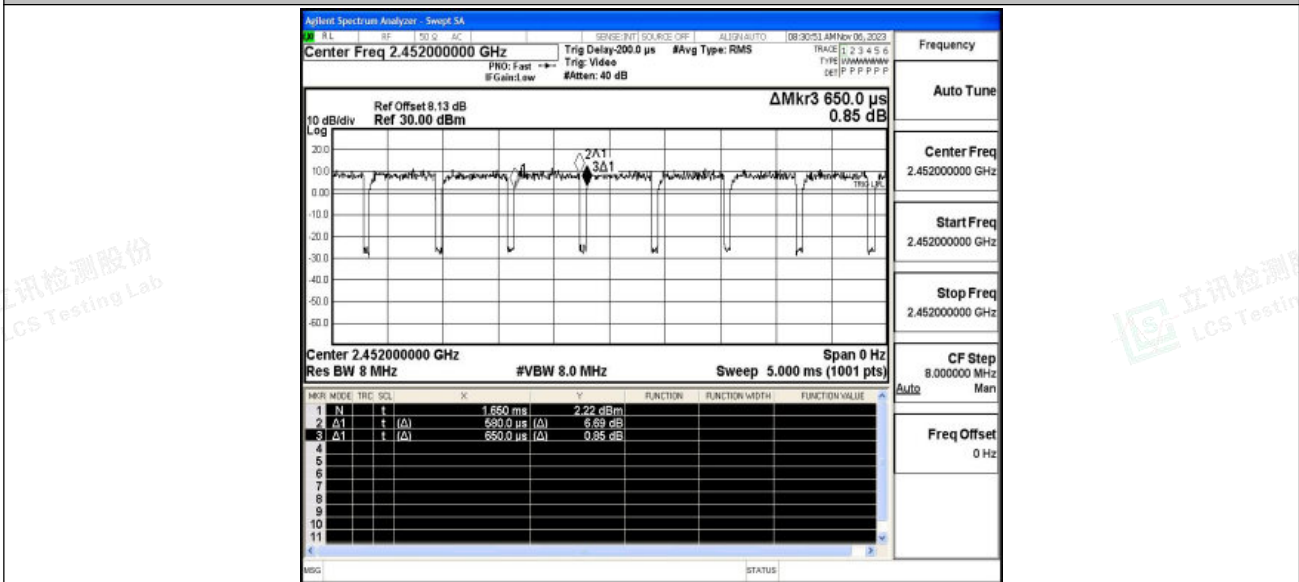 Agilent Spectrum Analyzer - Swept SA
RL RF 50 Ω AC SENSE:INT SOURCE OFF ALIGN AUTO 08:30:51 AM Nov 06, 2023
Center Freq 2.452000000 GHz
PNO: Fast
IFGain:Low
Trig Delay-200.0 µs
Trig: Video
#Atten: 40 dB
#Avg Type: RMS
TRACE 1 2 3 4 5 6
TYPE
DET P P P P P P
Frequency
Auto Tune
Center Freq
2.452000000 GHz
Start Freq
2.452000000 GHz
Stop Freq
2.452000000 GHz
CF Step
8.000000 MHz
Auto Man
Freq Offset
0 Hz
ΔMkr3 650.0 µs
0.85 dB
Ref Offset 8.13 dB
10 dB/div Ref 30.00 dBm
Log
20.0
10.0
0.00
-10.0
-20.0
-30.0
-40.0
-50.0
-60.0
2Δ1
3Δ1
TRIG LVL
Center 2.452000000 GHz Span 0 Hz
Res BW 8 MHz #VBW 8.0 MHz Sweep 5.000 ms (1001 pts)
MKR MODE TRC SCL X Y FUNCTION FUNCTION WIDTH FUNCTION VALUE
1 N t 1.650 ms 2.22 dBm
2 Δ1 t (Δ) 580.0 µs (Δ) 6.69 dB
3 Δ1 t (Δ) 650.0 µs (Δ) 0.85 dB
4
5
6
7
8
9
10
11
MSG STATUS
立讯检测股份
LCS Testing Lab
立讯检测
LCS Testin